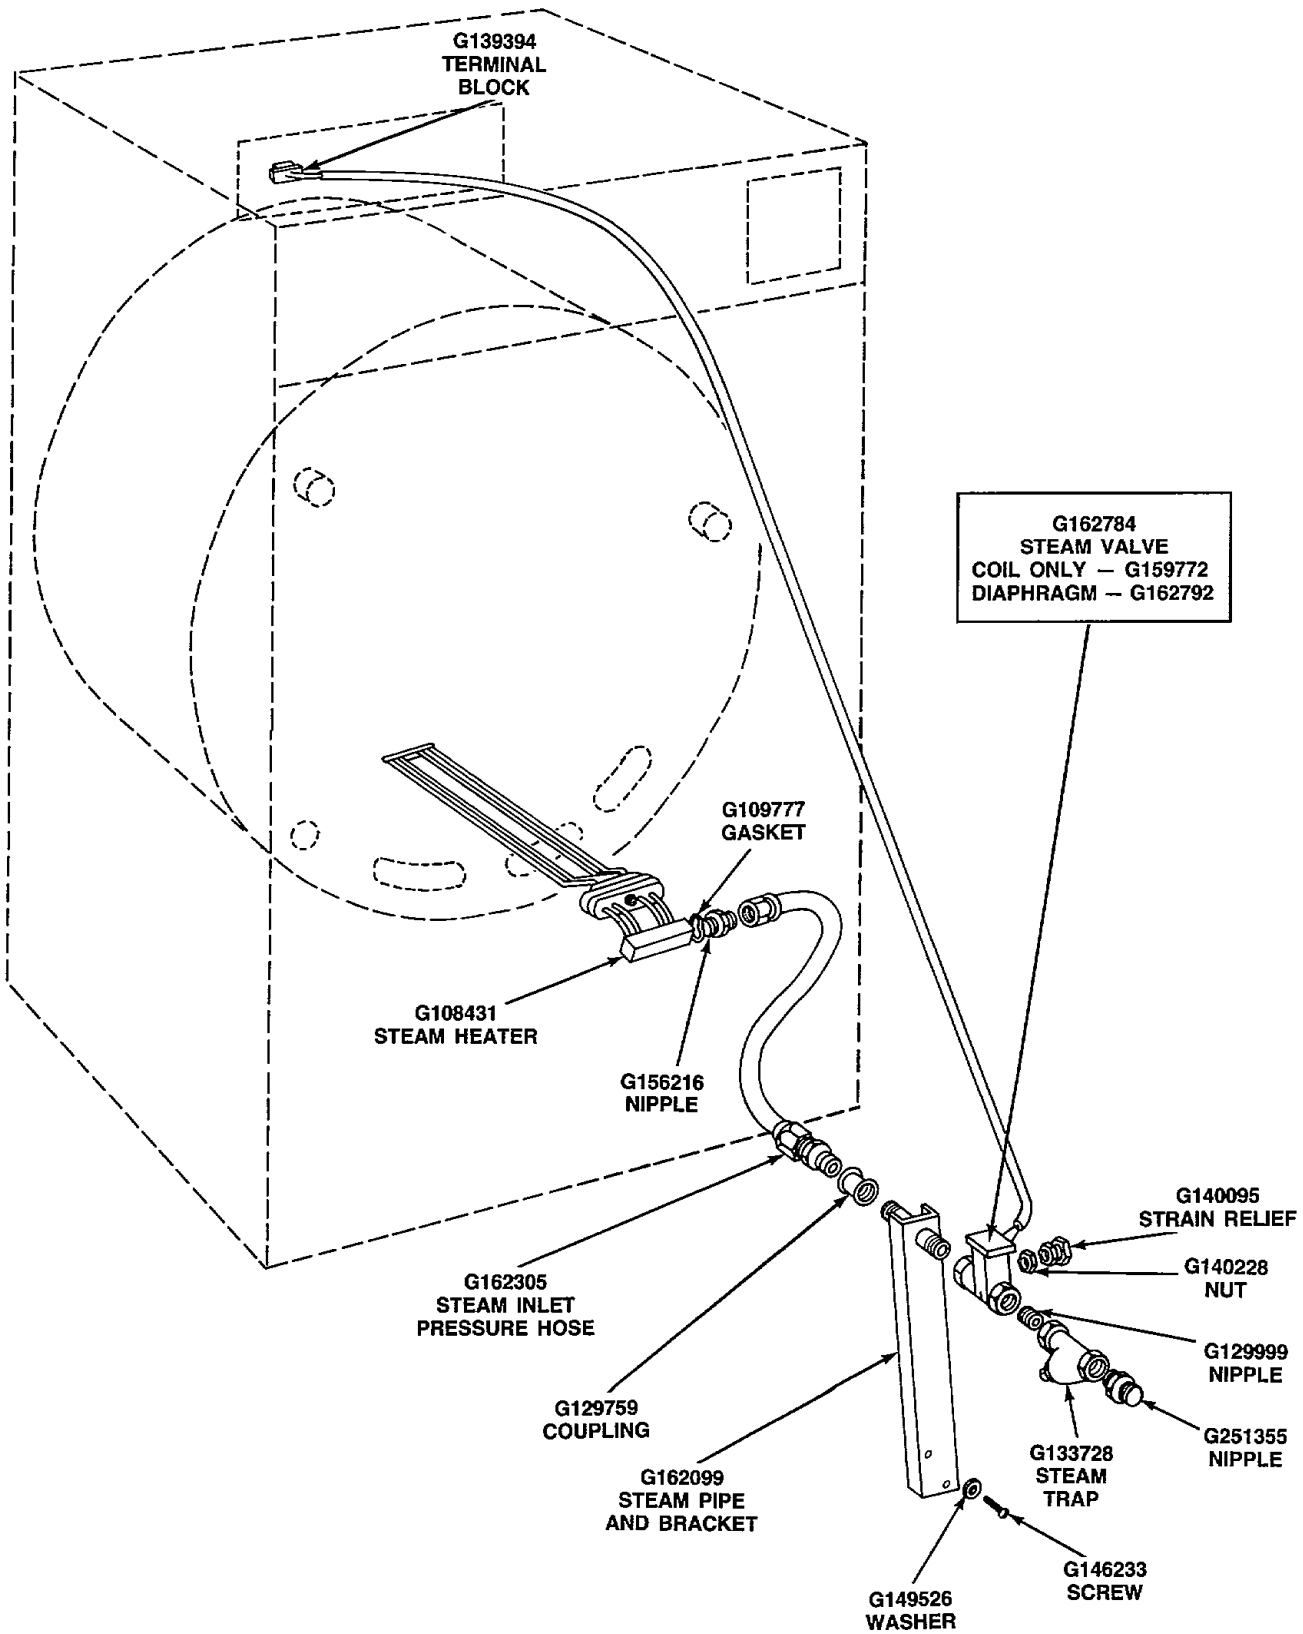 G139394
TERMINAL
BLOCK
G162784
STEAM VALVE
COIL ONLY — G159772
DIAPHRAGM — G162792
G109777
GASKET
G108431
STEAM HEATER
G156216
NIPPLE
G140095
STRAIN RELIEF
G140228
NUT
G162305
STEAM INLET
PRESSURE HOSE
G129999
NIPPLE
G129759
COUPLING
G251355
NIPPLE
G133728
STEAM
TRAP
G162099
STEAM PIPE
AND BRACKET
G146233
SCREW
G149526
WASHER